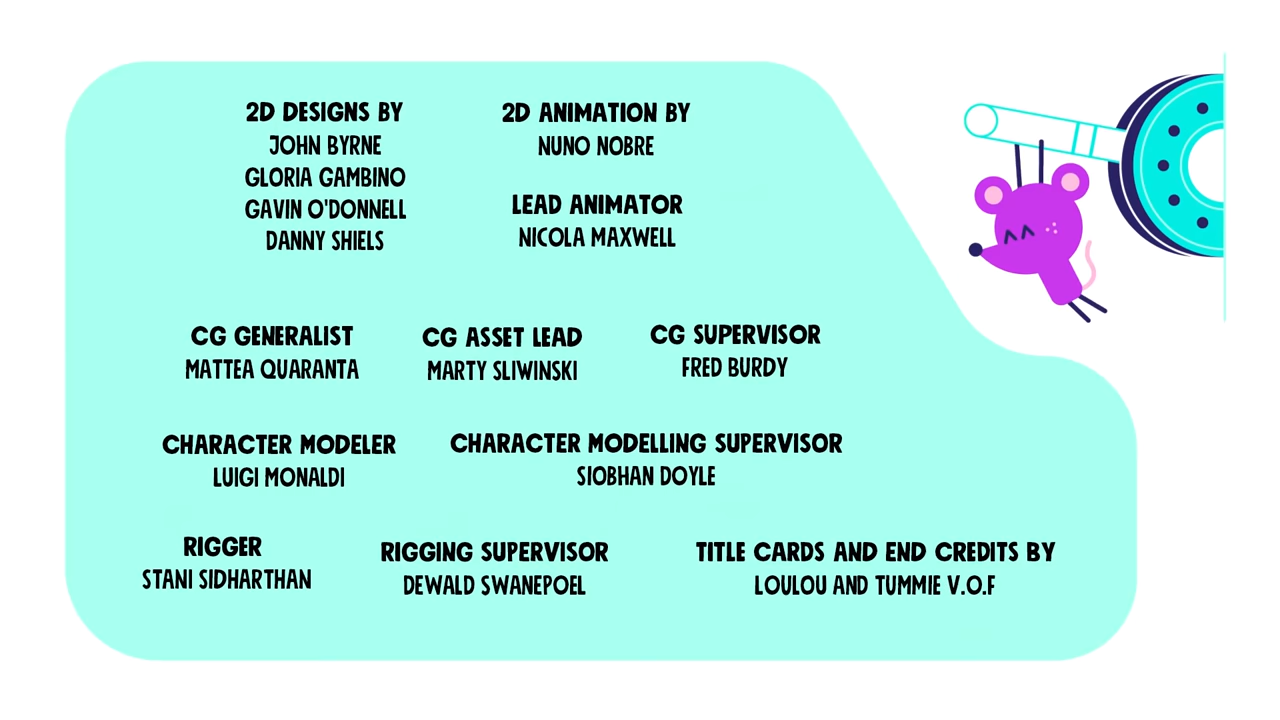 2D DESIGNS BY
JOHN BYRNE
GLORIA GAMBINO
GAVIN O'DONNELL
DANNY SHIELS
2D ANIMATION BY
NUNO NOBRE
LEAD ANIMATOR
NICOLA MAXWELL
CG GENERALIST
MATTEA QUARANTA
CG ASSET LEAD
MARTY SLIWINSKI
CG SUPERVISOR
FRED BURDY
CHARACTER MODELER
LUIGI MONALDI
CHARACTER MODELLING SUPERVISOR
SIOBHAN DOYLE
RIGGER
STANI SIDHARTHAN
RIGGING SUPERVISOR
DEWALD SWANEPOEL
TITLE CARDS AND END CREDITS BY
LOULOU AND TUMMIE V.O.F